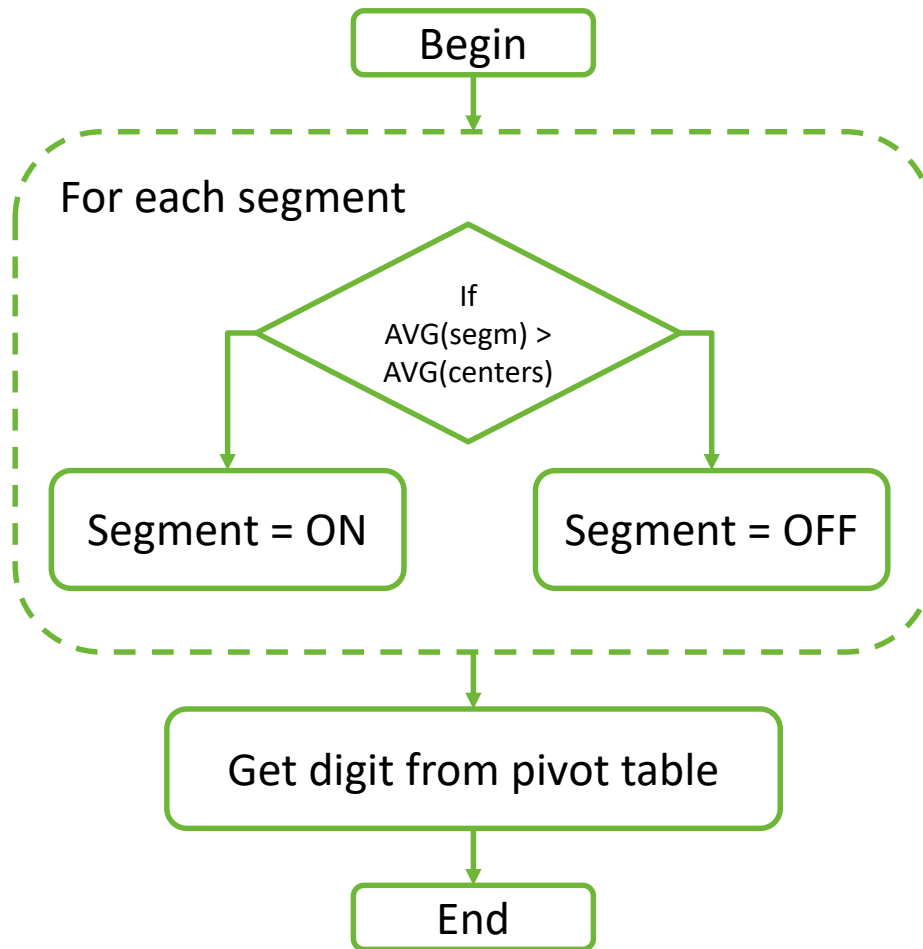 Begin
For each segment
If
AVG(segm) >
AVG(centers)
Segment = ON
Segment = OFF
Get digit from pivot table
End